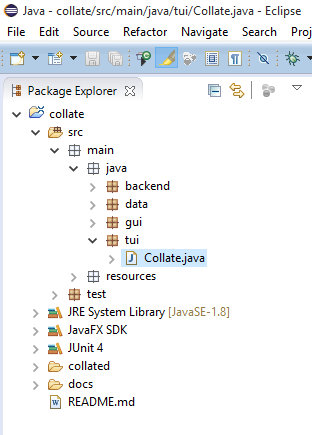 Java - collate/src/main/java/tui/Collate.java - Eclipse
File Edit Source Refactor Navigate Search Proj
Package Explorer
collate
src
main
java
backend
data
gui
tui
Collate.java
resources
test
JRE System Library [JavaSE-1.8]
JavaFX SDK
JUnit 4
collated
docs
README.md